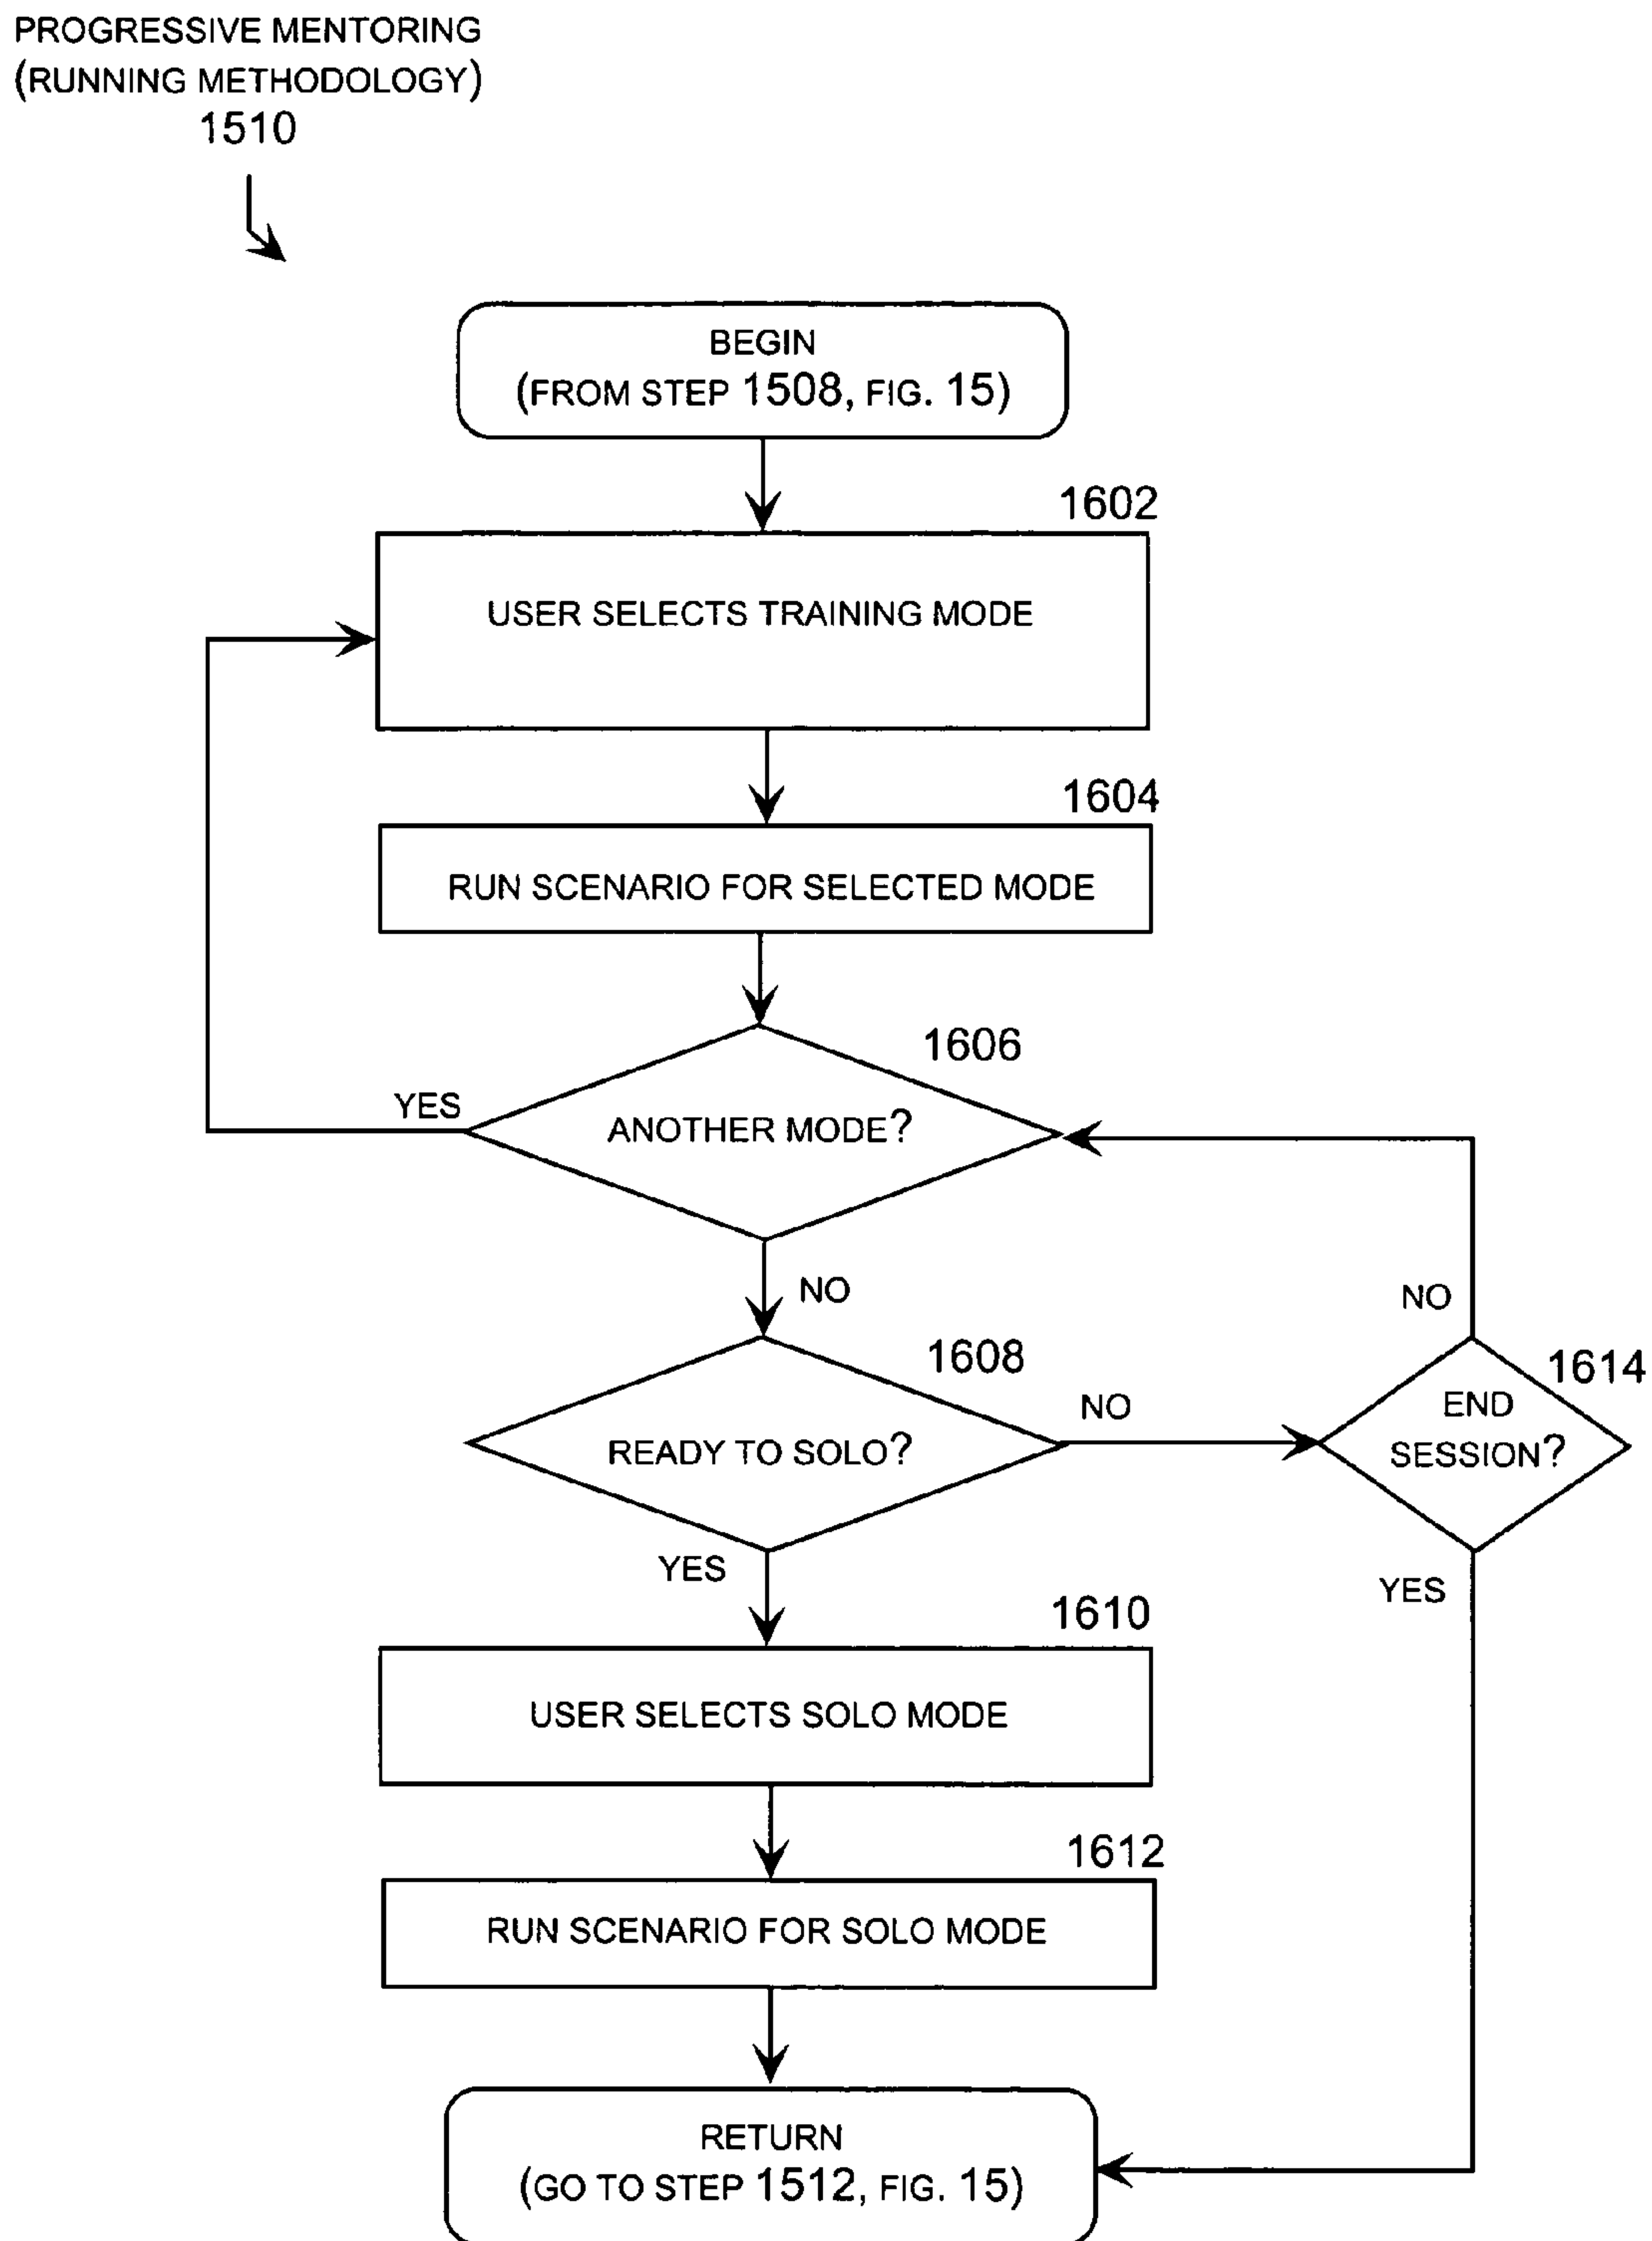 PROGRESSIVE MENTORING
(RUNNING METHODOLOGY)
1510
BEGIN
(FROM STEP 1508, FIG. 15)
1602
USER SELECTS TRAINING MODE
1604
RUN SCENARIO FOR SELECTED MODE
1606
YES
ANOTHER MODE?
NO
NO
1608
1614
NO
END
READY TO SOLO?
SESSION?
YES
YES
1610
USER SELECTS SOLO MODE
1612
RUN SCENARIO FOR SOLO MODE
RETURN
(GO TO STEP 1512, FIG. 15)